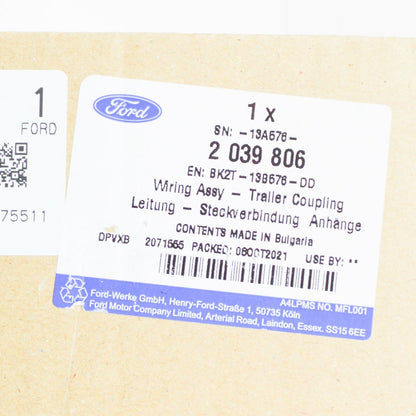 1
FORD
75511
Ford
1 x
SN: -13A576-
2 039 806
EN: BK2T-13B576-DD
Wiring Assy - Trailer Coupling
Leitung - Steckverbindung Anhänge
CONTENTS MADE IN Bulgaria
DPVXB 2071555 PACKED: 06OCT2021 USE BY: **
A4LPMS NO. MFL001
Ford-Werke GmbH, Henry-Ford-Straße 1, 50735 Köln
Ford Motor Company Limited, Arterial Road, Laindon, Essex. SS15 6EE